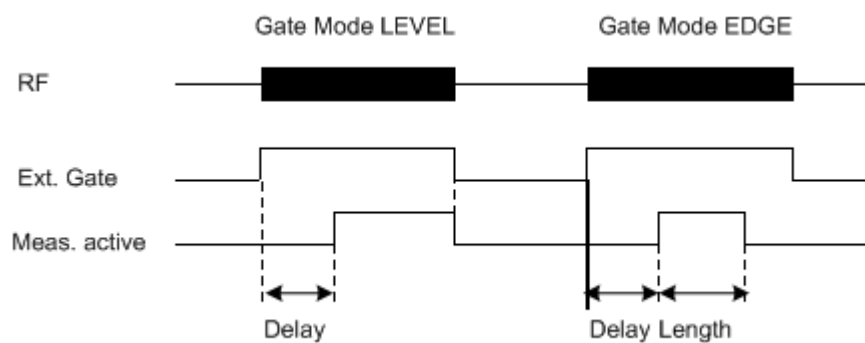 Gate Mode LEVEL Gate Mode EDGE
RF
Ext. Gate
Meas. active
Delay Delay Length